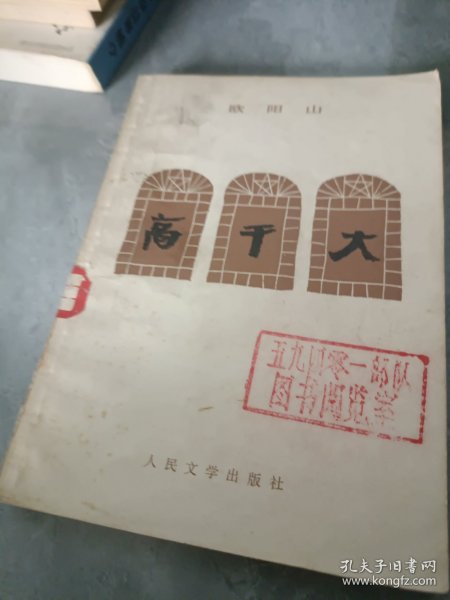 欧阳山
高干大
五九四零一部队
图书阅览室
人民文学出版社
孔夫子旧书网
www.kongfz.com